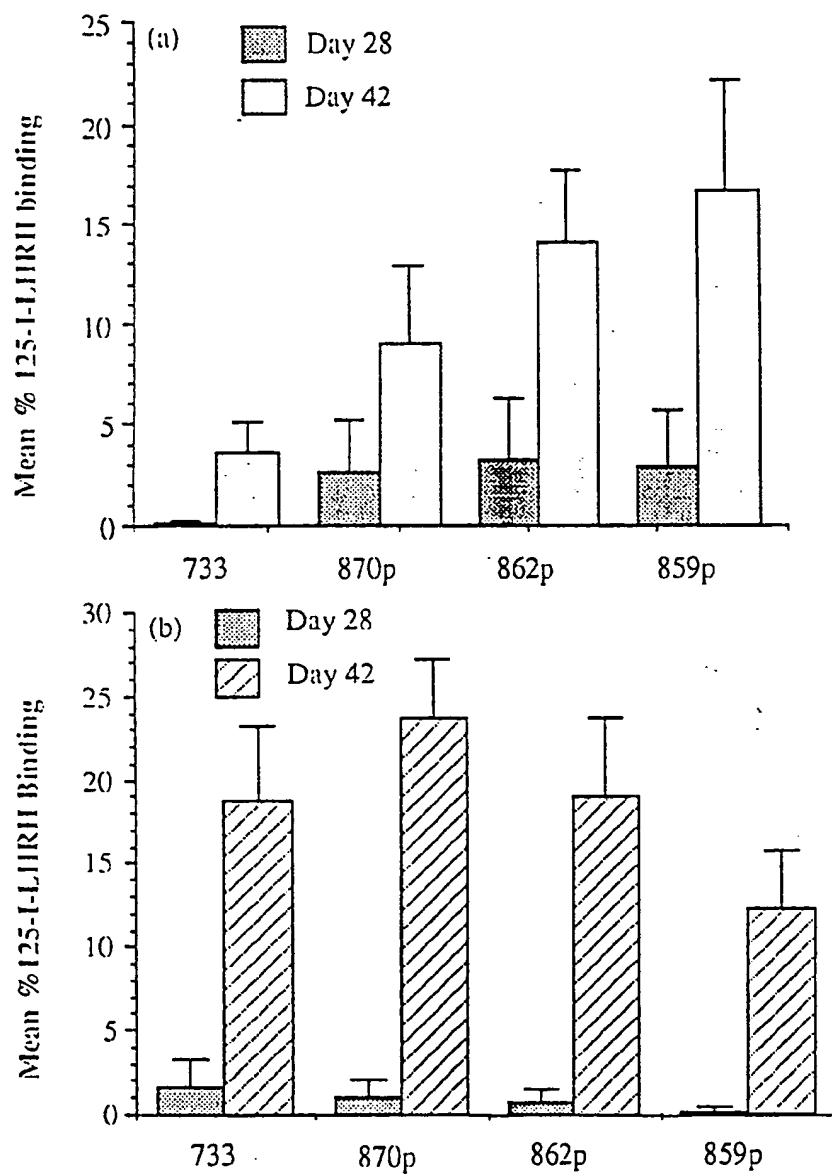 25
(a)
Day 28
Day 42
20
15
10
5
0
Mean % 125-I-LHRH binding
733 870p 862p 859p
30
(b)
Day 28
Day 42
25
20
15
10
5
0
Mean %125-I-LHRH Binding
733 870p 862p 859p